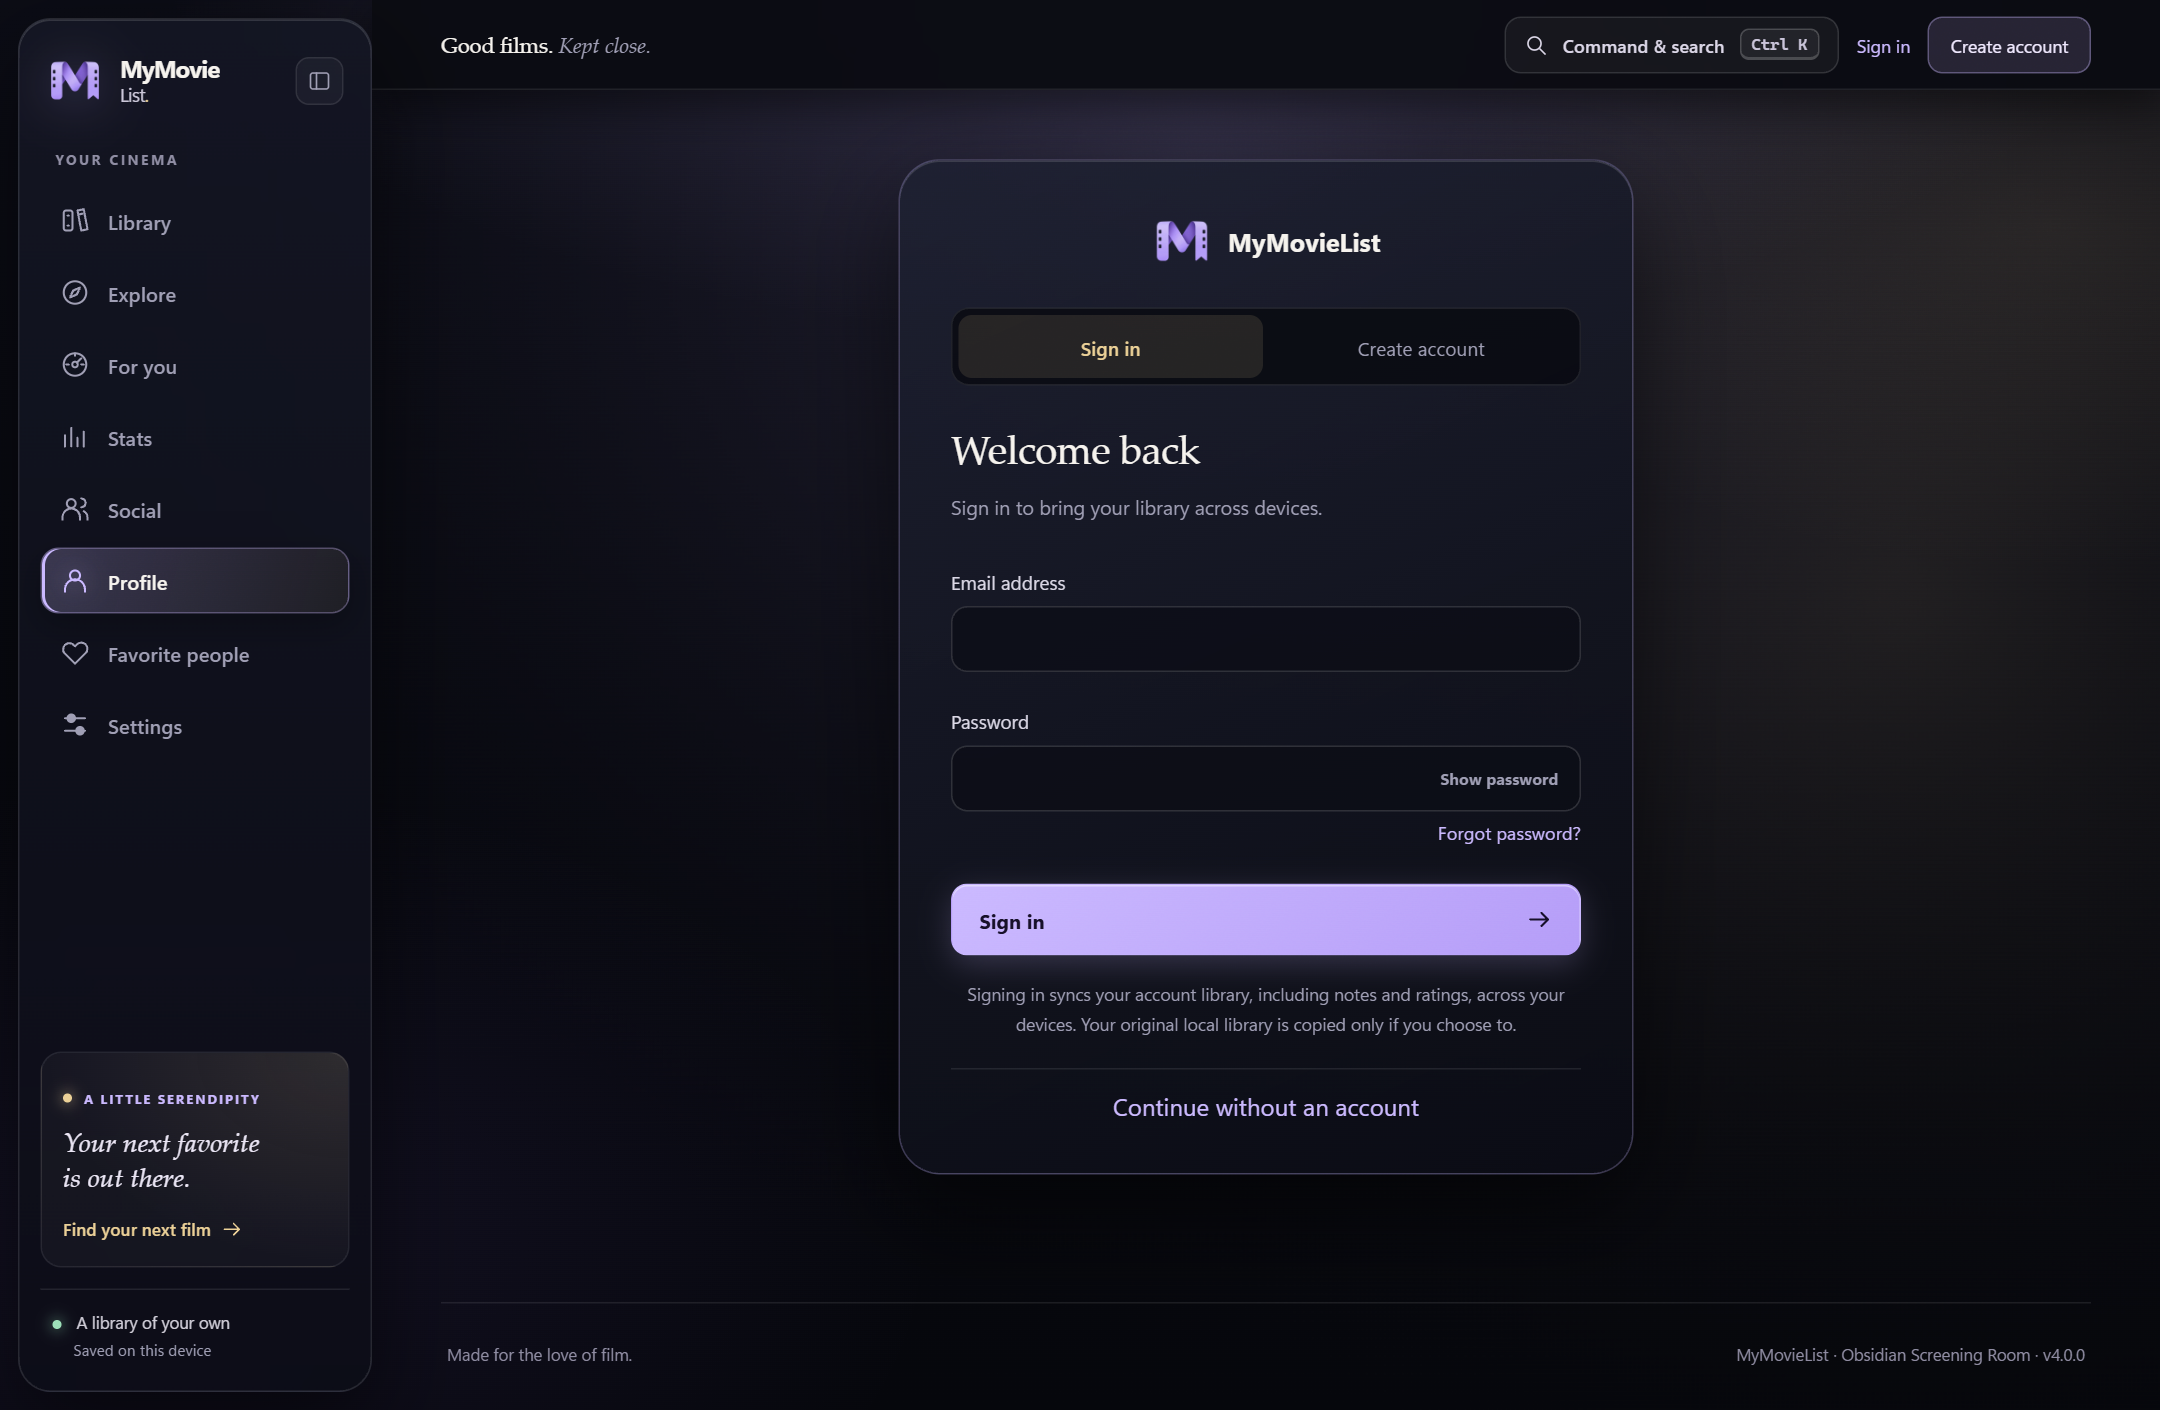 MyMovie
List.
YOUR CINEMA
Library
Explore
For you
Stats
Social
Profile
Favorite people
Settings
A LITTLE SERENDIPITY
Your next favorite
is out there.
Find your next film
A library of your own
Saved on this device
Good films. Kept close.
Command & search Ctrl K
Sign in
Create account
MyMovieList
Sign in
Create account
Welcome back
Sign in to bring your library across devices.
Email address
Password
Show password
Forgot password?
Sign in
Signing in syncs your account library, including notes and ratings, across your
devices. Your original local library is copied only if you choose to.
Continue without an account
Made for the love of film.
MyMovieList · Obsidian Screening Room · v4.0.0